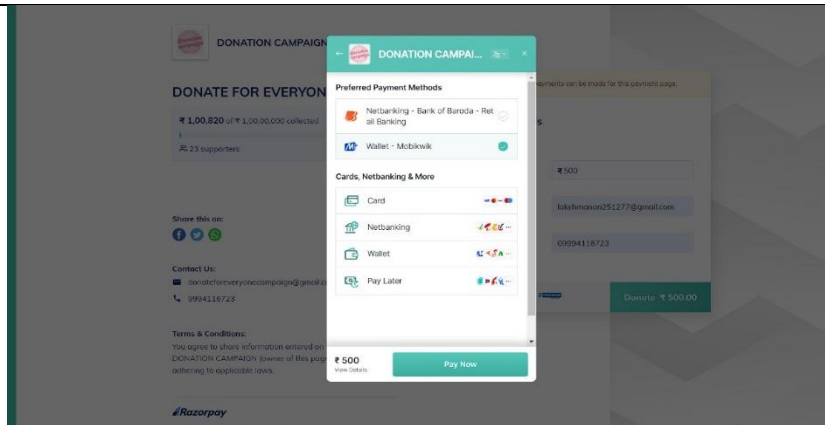 DONATION CAMPAIGN
DONATE FOR EVERYON
₹ 1,00,820 of ₹ 1,00,00,000 collected
23 supporters
Share this on:
Contact Us:
donateforeveryonecampaign@gmail.c
9994116723
Terms & Conditions:
You agree to share information entered on
DONATION CAMPAIGN (owner of this pag
adhering to applicable laws.
Razorpay
DONATION CAMPAI...
Preferred Payment Methods
Netbanking - Bank of Baroda - Ret
ail Banking
Wallet - Mobikwik
Cards, Netbanking & More
Card
Netbanking
Wallet
Pay Later
₹ 500
View Details
Pay Now
ayments can be made for this payment page.
s
₹ 500
lakshmanan251277@gmail.com
09994116723
Donate ₹ 500.00